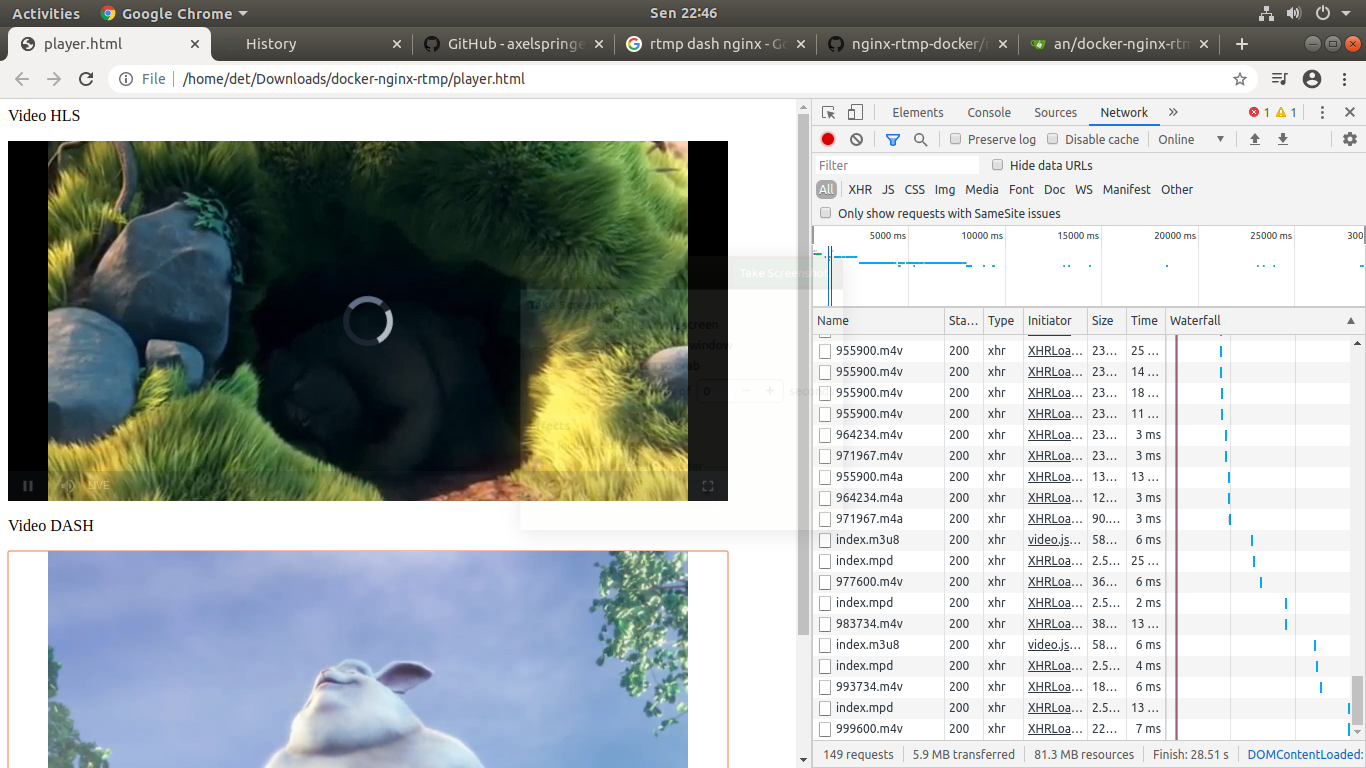 Activities Google Chrome Sen 22:46
player.html History GitHub - axelspringe rtmp dash nginx - Go nginx-rtmp-docker/r an/docker-nginx-rtm
File /home/det/Downloads/docker-nginx-rtmp/player.html
Video HLS
LIVE
Video DASH
Take Screenshot
Take Screen
screen
window
of 0 − + secon
Effects
Elements Console Sources Network 1 1
Preserve log Disable cache Online
Filter Hide data URLs
All XHR JS CSS Img Media Font Doc WS Manifest Other
Only show requests with SameSite issues
5000 ms 10000 ms 15000 ms 20000 ms 25000 ms 300
Name Sta... Type Initiator Size Time Waterfall
955900.m4v 200 xhr XHRLoa... 23... 25 ...
955900.m4v 200 xhr XHRLoa... 23... 14 ...
955900.m4v 200 xhr XHRLoa... 23... 18 ...
955900.m4v 200 xhr XHRLoa... 23... 11 ...
964234.m4v 200 xhr XHRLoa... 23... 3 ms
971967.m4v 200 xhr XHRLoa... 23... 3 ms
955900.m4a 200 xhr XHRLoa... 13... 13 ...
964234.m4a 200 xhr XHRLoa... 12... 3 ms
971967.m4a 200 xhr XHRLoa... 90.... 3 ms
index.m3u8 200 xhr video.js... 58... 6 ms
index.mpd 200 xhr XHRLoa... 2.5... 25 ...
977600.m4v 200 xhr XHRLoa... 36... 6 ms
index.mpd 200 xhr XHRLoa... 2.5... 2 ms
983734.m4v 200 xhr XHRLoa... 38... 13 ...
index.m3u8 200 xhr video.js... 58... 6 ms
index.mpd 200 xhr XHRLoa... 2.5... 4 ms
993734.m4v 200 xhr XHRLoa... 18... 6 ms
index.mpd 200 xhr XHRLoa... 2.5... 13 ...
999600.m4v 200 xhr XHRLoa... 22... 7 ms
149 requests 5.9 MB transferred 81.3 MB resources Finish: 28.51 s DOMContentLoaded: